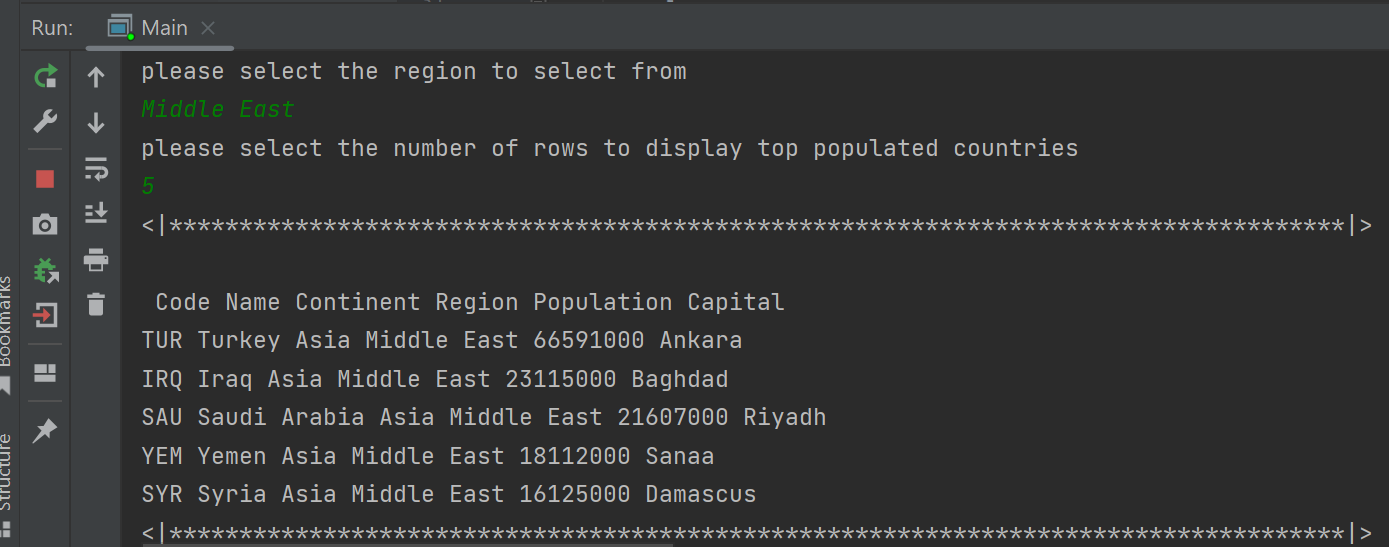 Run: Main
please select the region to select from
Middle East
please select the number of rows to display top populated countries
5
<|************************************************************************************|>
Code Name Continent Region Population Capital
TUR Turkey Asia Middle East 66591000 Ankara
IRQ Iraq Asia Middle East 23115000 Baghdad
SAU Saudi Arabia Asia Middle East 21607000 Riyadh
YEM Yemen Asia Middle East 18112000 Sanaa
SYR Syria Asia Middle East 16125000 Damascus
<|************************************************************************************|>
Bookmarks
Structure